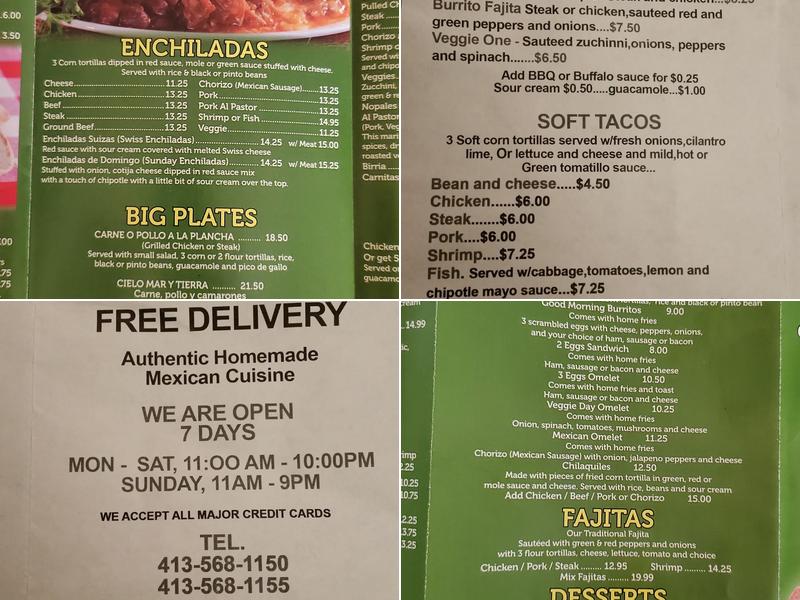 ENCHILADAS
3 Corn tortillas dipped in red sauce, mole or green sauce stuffed with cheese.
Served with rice & black or pinto beans
Cheese 11.25
Chicken 13.25
Beef 13.25
Steak 13.25
Ground Beef 13.25
Chorizo (Mexican Sausage) 13.25
Pork 13.25
Pork Al Pastor 13.25
Shrimp or Fish 14.95
Veggie 11.25
Enchiladas Suizas (Swiss Enchiladas) 14.25 w/ Meat 15.00
Red sauce with sour cream covered with melted Swiss cheese
Enchiladas de Domingo (Sunday Enchiladas) 14.25 w/ Meat 15.25
Stuffed with onion, cotija cheese dipped in red sauce mix
with a touch of chipotle with a little bit of sour cream over the top.
BIG PLATES
CARNE O POLLO A LA PLANCHA .......... 18.50
(Grilled Chicken or Steak)
Served with small salad, 3 corn or 2 flour tortillas, rice,
black or pinto beans, guacamole and pico de gallo
CIELO MAR Y TIERRA .......... 21.50
Carne, pollo y camarones
3.00
3.50
Steak
Pork
Chorizo
Shrimp
Veggies
Zucchini,
Nopales
Al Pastor
Birria
Carnitas
Chicken
Or get
Served
Burrito Fajita Steak or chicken,sauteed red and
green peppers and onions....$7.50
Veggie One - Sauteed zuchinni,onions, peppers
and spinach.......$6.50
Add BBQ or Buffalo sauce for $0.25
Sour cream $0.50.....guacamole...$1.00
SOFT TACOS
3 Soft corn tortillas served w/fresh onions,cilantro
lime, Or lettuce and cheese and mild,hot or
Green tomatillo sauce...
Bean and cheese.....$4.50
Chicken......$6.00
Steak.......$6.00
Pork....$6.00
Shrimp....$7.25
Fish. Served w/cabbage,tomatoes,lemon and
chipotle mayo sauce...$7.25
FREE DELIVERY
Authentic Homemade
Mexican Cuisine
WE ARE OPEN
7 DAYS
MON - SAT, 11:OO AM - 10:00PM
SUNDAY, 11AM - 9PM
WE ACCEPT ALL MAJOR CREDIT CARDS
TEL.
413-568-1150
413-568-1155
14.99
Good Morning Burritos 9.00
Comes with home fries
3 scrambled eggs with cheese, peppers, onions,
and your choice of ham, sausage or bacon
2 Eggs Sandwich 8.00
Comes with home fries
Ham, sausage or bacon and cheese
3 Eggs Omelet 10.50
Comes with home fries and toast
Ham, sausage or bacon and cheese
Veggie Day Omelet 10.25
Comes with home fries
Onion, spinach, tomatoes, mushrooms and cheese
Mexican Omelet 11.25
Comes with home fries
Chorizo (Mexican Sausage) with onion, jalapeno peppers and cheese
Chilaquiles 12.50
Made with pieces of fried corn tortilla in green, red or
mole sauce and cheese. Served with rice, beans and sour cream
Add Chicken / Beef / Pork or Chorizo 15.00
FAJITAS
Our Traditional Fajita
Sautéed with green & red peppers and onions
with 3 flour tortillas, cheese, lettuce, tomato and choice
Chicken / Pork / Steak ......... 12.95 Shrimp ......... 14.25
Mix Fajitas ......... 19.99
DESSERTS